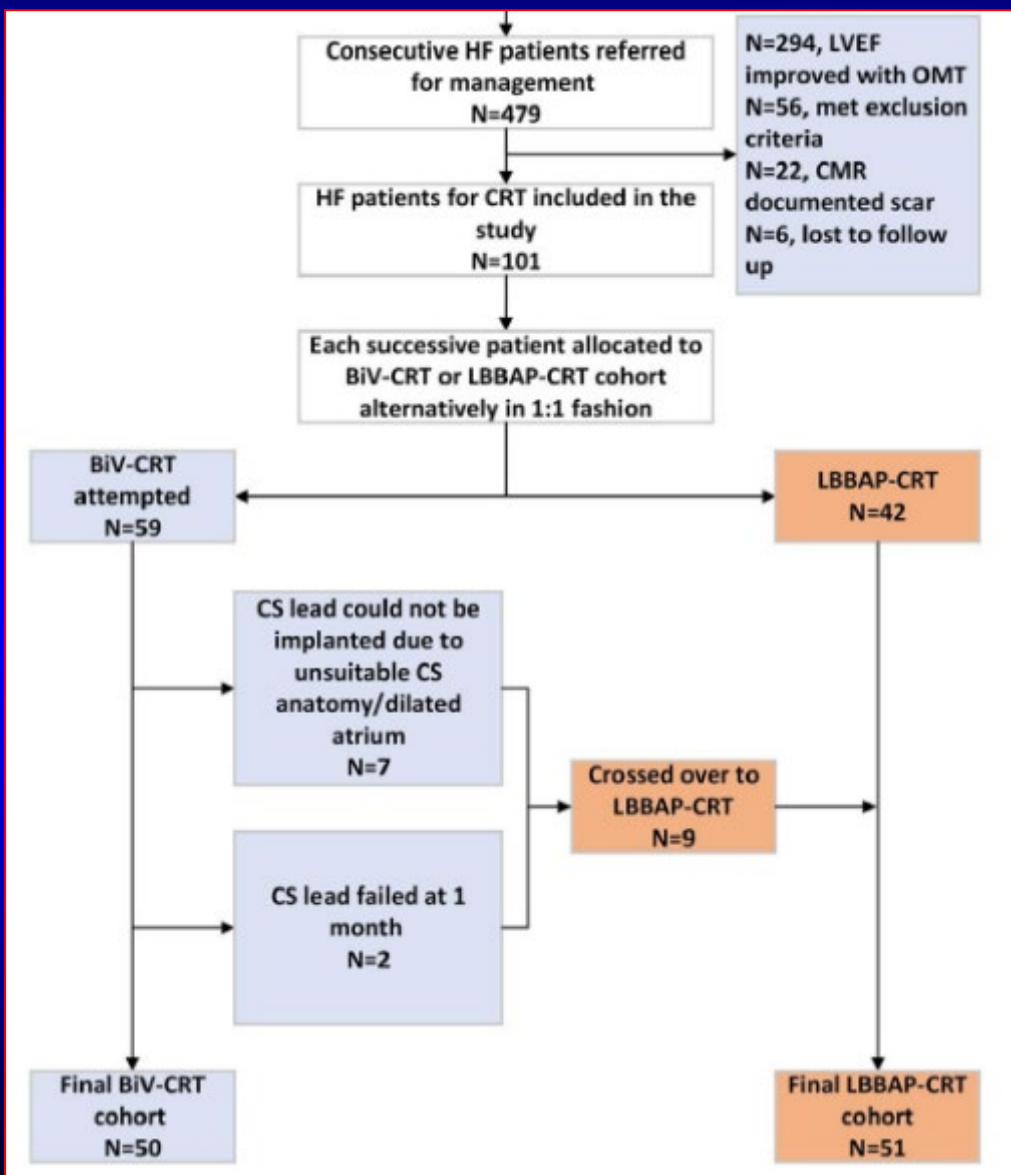 Consecutive HF patients referred
for management
N=479
N=294, LVEF
improved with OMT
N=56, met exclusion
criteria
N=22, CMR
documented scar
N=6, lost to follow
up
HF patients for CRT included in the
study
N=101
Each successive patient allocated to
BiV-CRT or LBBAP-CRT cohort
alternatively in 1:1 fashion
BiV-CRT
attempted
N=59
LBBAP-CRT
N=42
CS lead could not be
implanted due to
unsuitable CS
anatomy/dilated
atrium
N=7
Crossed over to
LBBAP-CRT
N=9
CS lead failed at 1
month
N=2
Final BiV-CRT
cohort
N=50
Final LBBAP-CRT
cohort
N=51